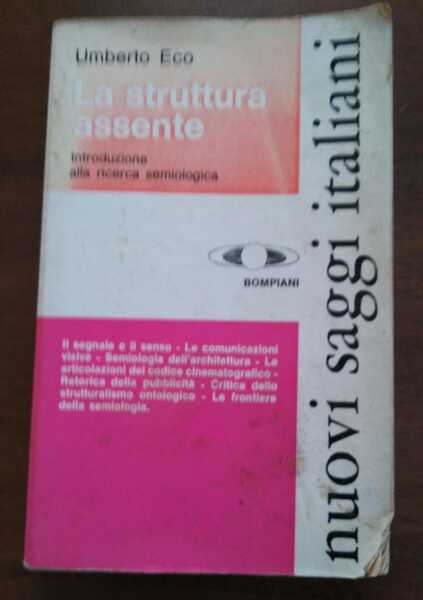 Umberto Eco
La struttura
assente
Introduzione
alla ricerca semiologica
BOMPIANI
Il segnale e il senso - Le comunicazioni
visive - Semiologia dell'architettura - Le
articolazioni del codice cinematografico -
Retorica della pubblicità - Critica dello
strutturalismo ontologico - Le frontiere
della semiologia.
nuovi saggi italiani